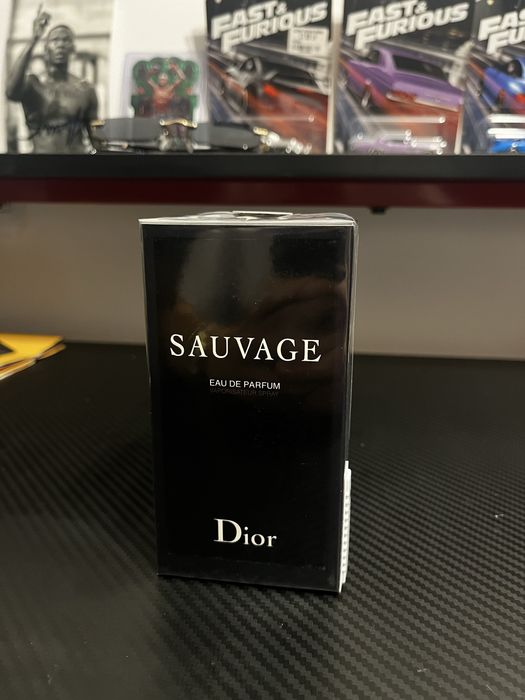 FAST &
FURIOUS
FAST &
FURIOUS
FAST &
FURIOUS
SAUVAGE
EAU DE PARFUM
VAPORISATEUR SPRAY
Dior